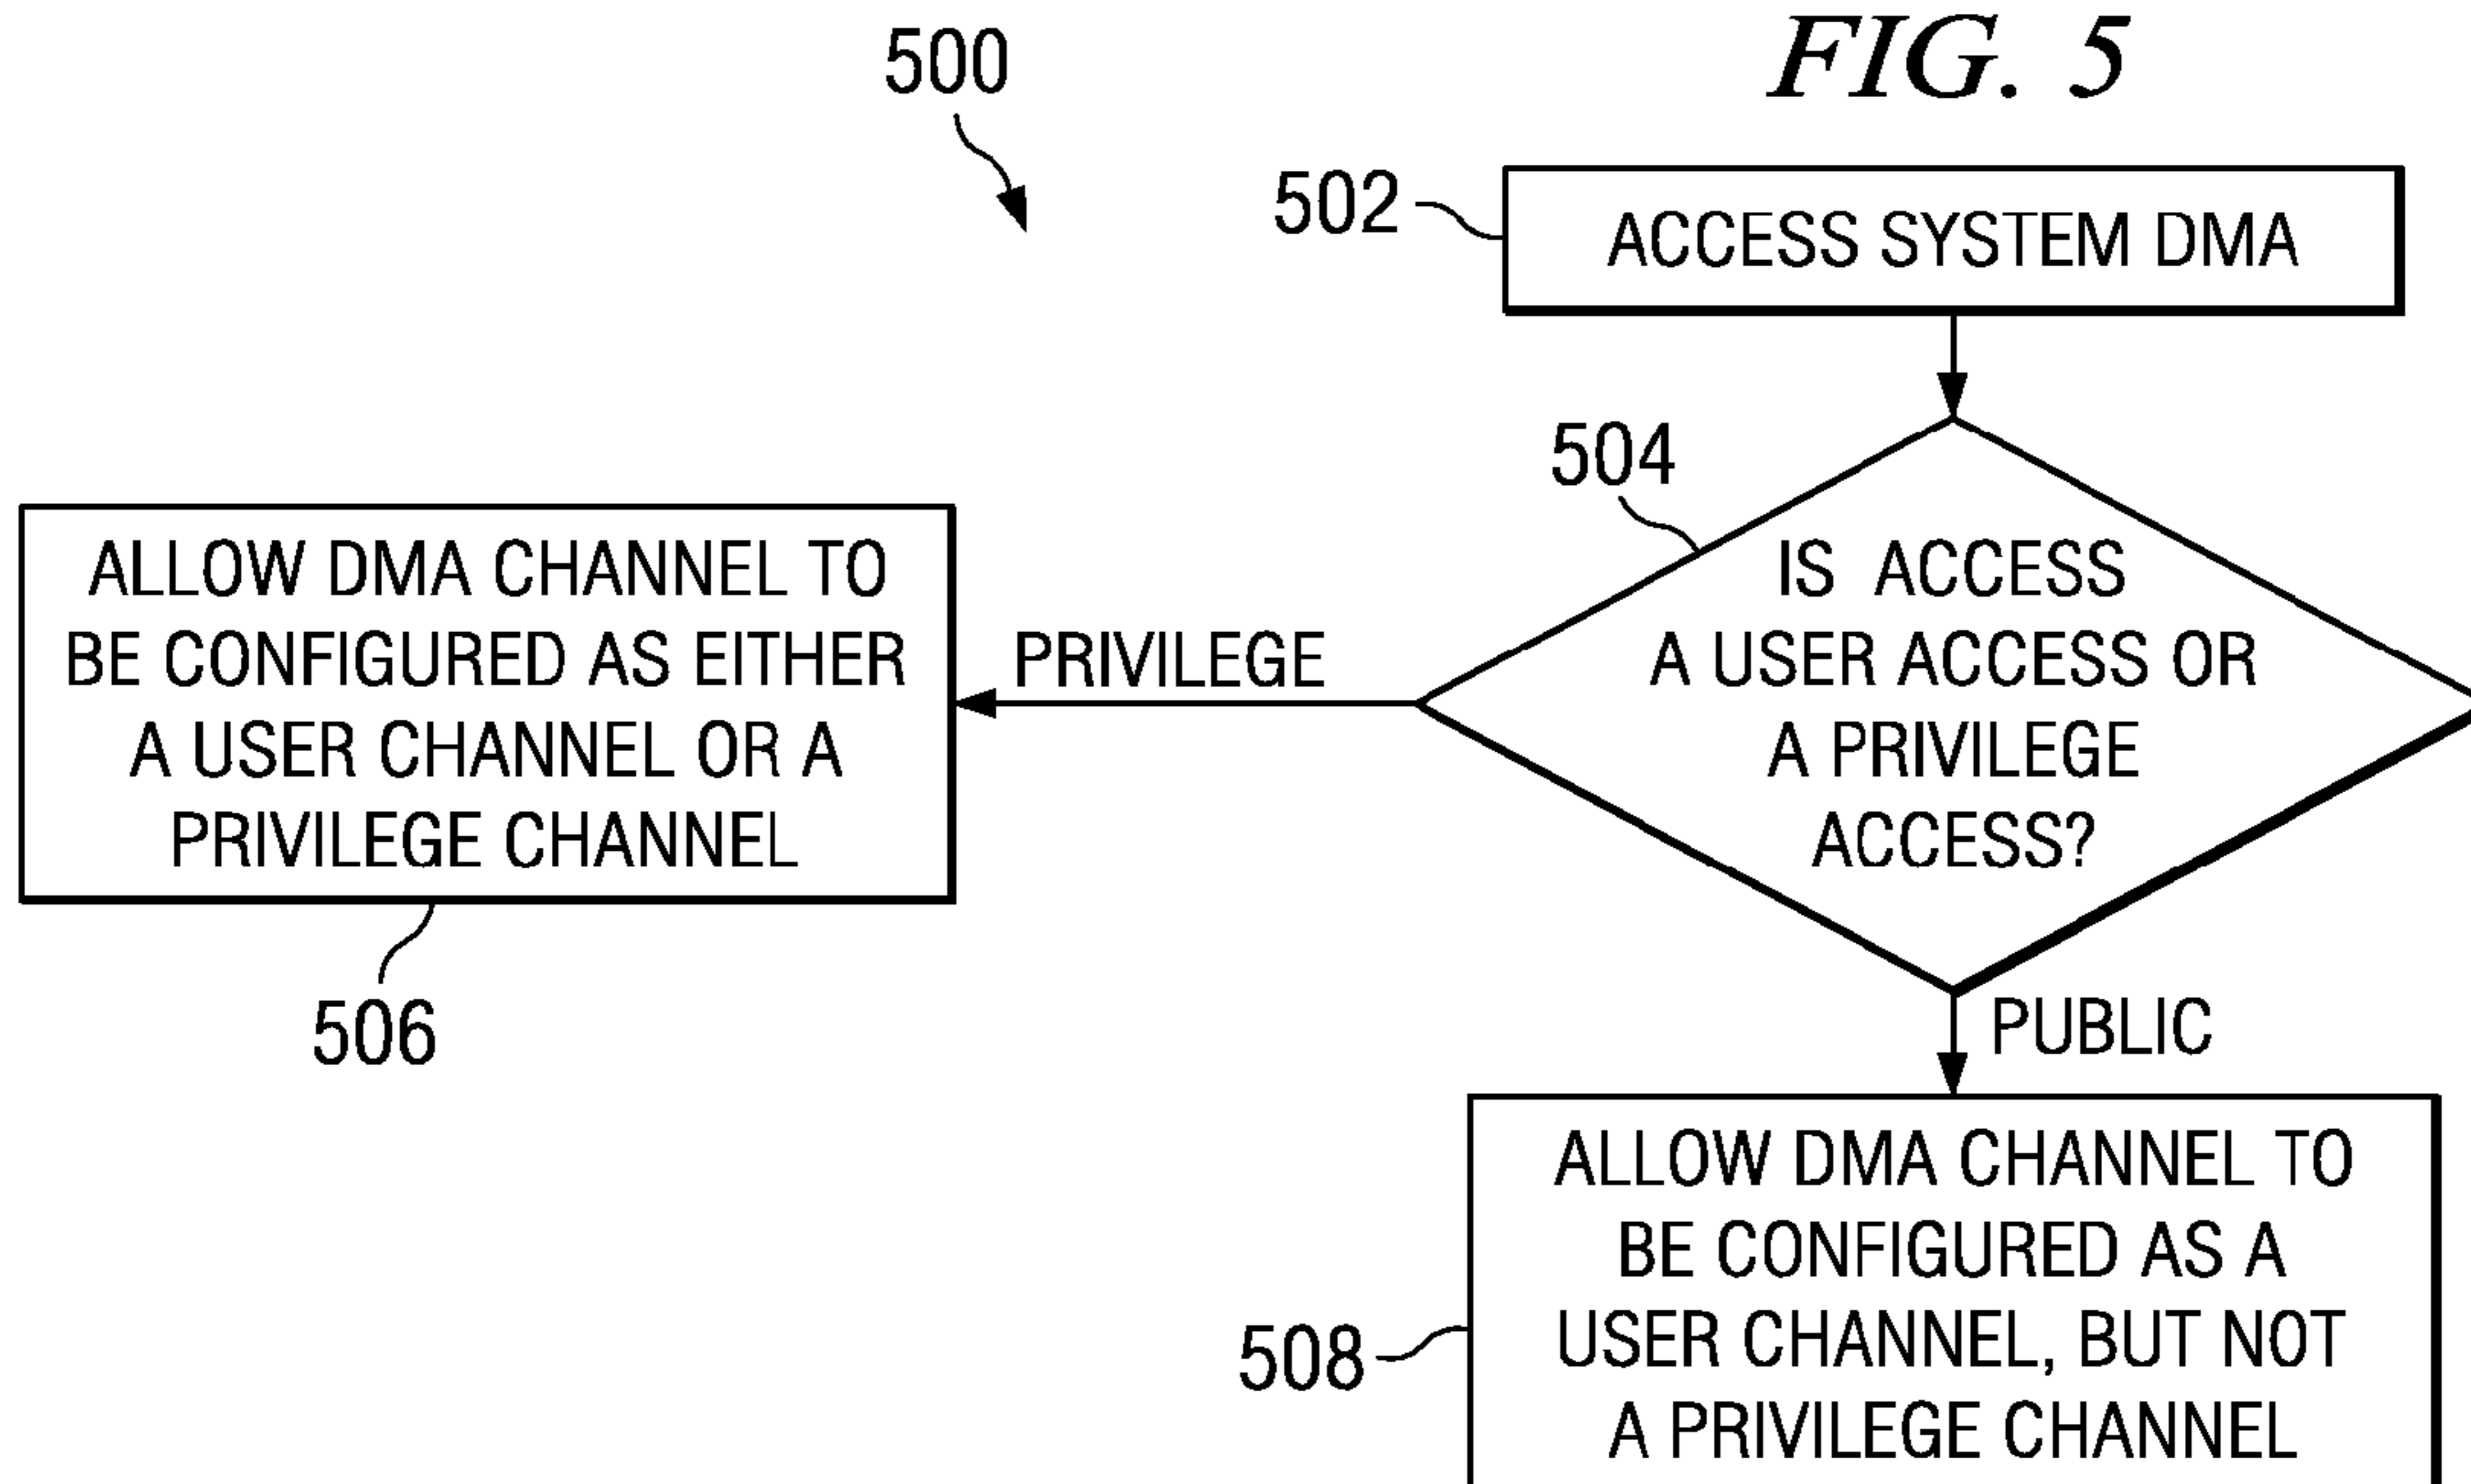 FIG. 5
500
502
ACCESS SYSTEM DMA
504
IS ACCESS
A USER ACCESS OR
A PRIVILEGE
ACCESS?
PRIVILEGE
ALLOW DMA CHANNEL TO
BE CONFIGURED AS EITHER
A USER CHANNEL OR A
PRIVILEGE CHANNEL
506
PUBLIC
ALLOW DMA CHANNEL TO
BE CONFIGURED AS A
USER CHANNEL, BUT NOT
A PRIVILEGE CHANNEL
508